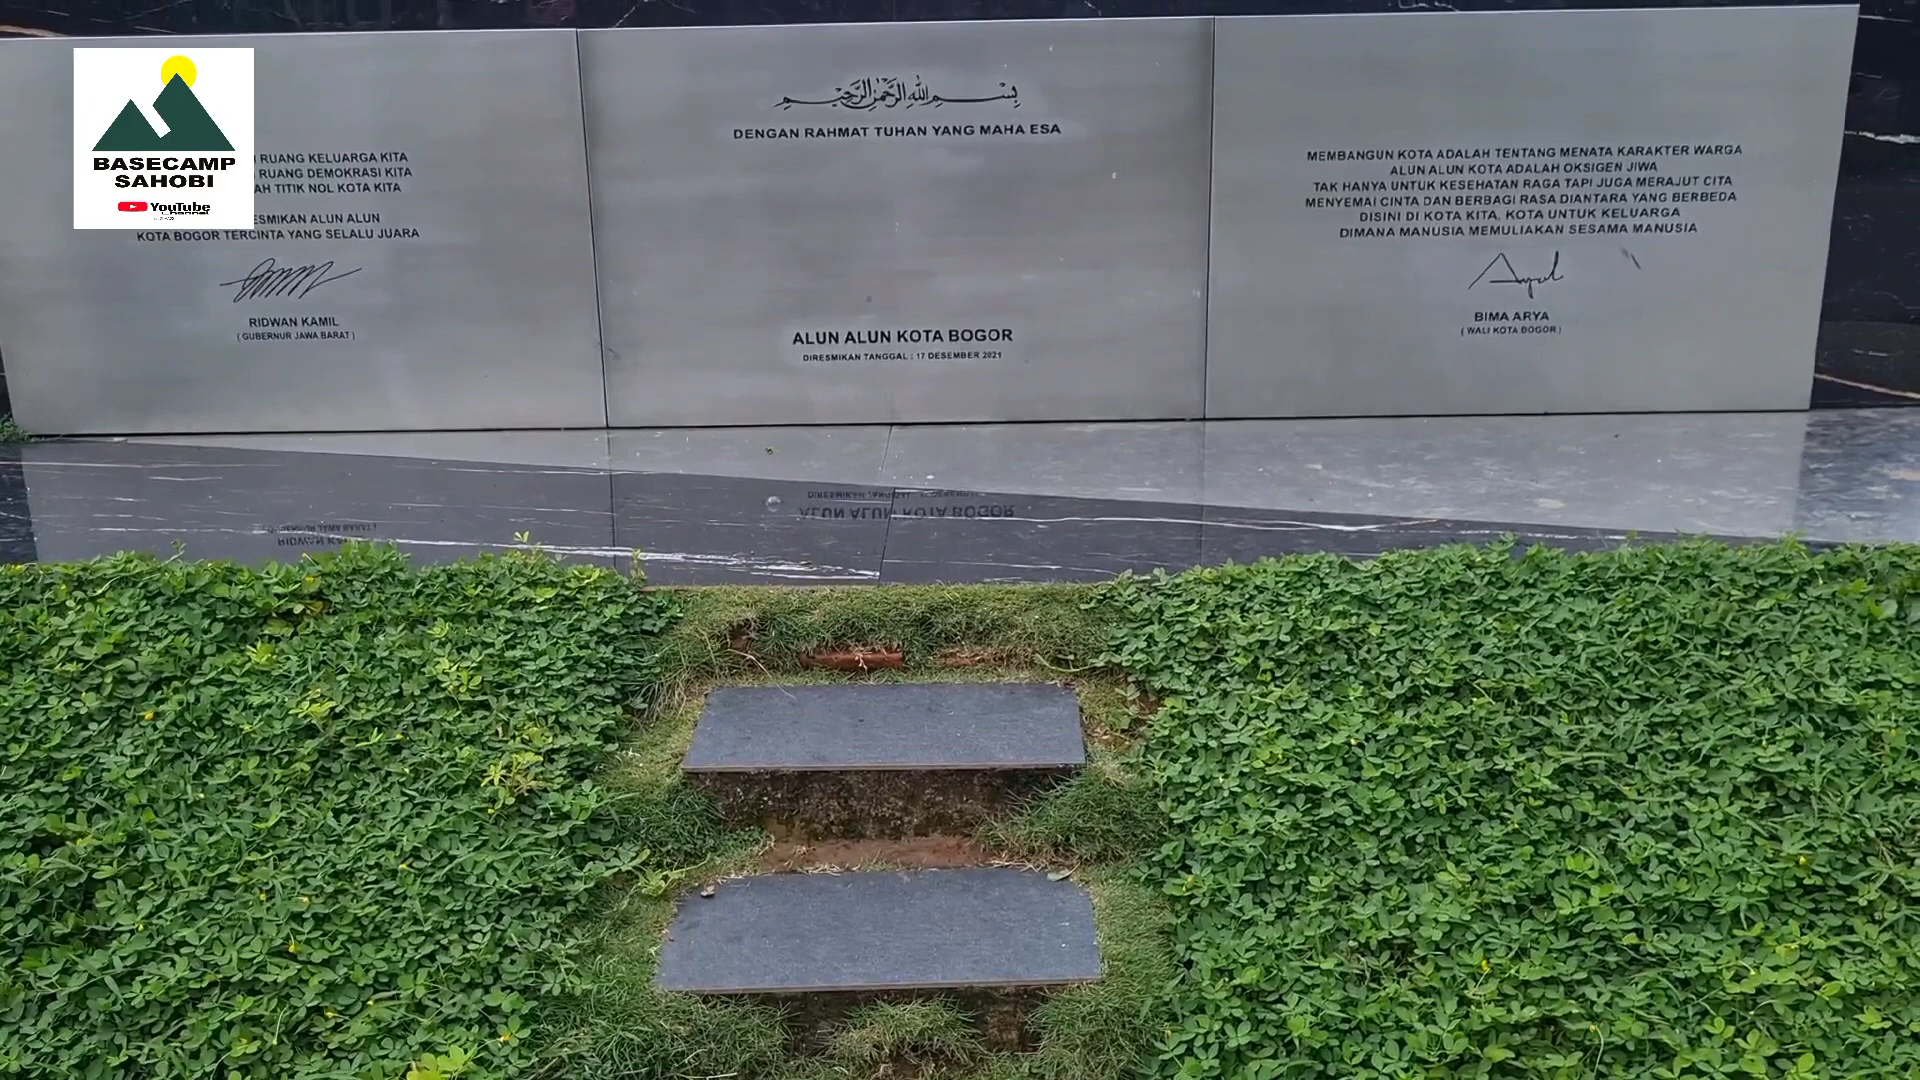 BASECAMP
SAHOBI
YouTube
Channel
RUANG KELUARGA KITA
RUANG DEMOKRASI KITA
TITIK NOL KOTA KITA
ALUN ALUN
KOTA BOGOR TERCINTA YANG SELALU JUARA
RIDWAN KAMIL
( GUBERNUR JAWA BARAT )
بِسْمِ اللهِ الرَّحْمٰنِ الرَّحِيْمِ
DENGAN RAHMAT TUHAN YANG MAHA ESA
ALUN ALUN KOTA BOGOR
DIRESMIKAN TANGGAL : 17 DESEMBER 2021
MEMBANGUN KOTA ADALAH TENTANG MENATA KARAKTER WARGA
ALUN ALUN KOTA ADALAH OKSIGEN JIWA
TAK HANYA UNTUK KESEHATAN RAGA TAPI JUGA MERAJUT CITA
MENYEMAI CINTA DAN BERBAGI RASA DIANTARA YANG BERBEDA
DISINI DI KOTA KITA, KOTA UNTUK KELUARGA
DIMANA MANUSIA MEMULIAKAN SESAMA MANUSIA
BIMA ARYA
( WALI KOTA BOGOR )